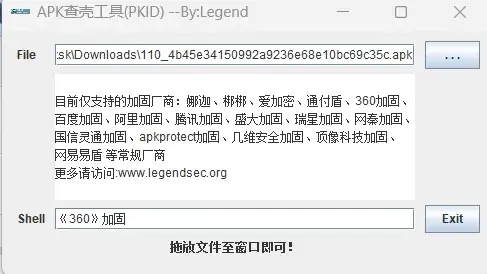 APK查壳工具(PKID) --By:Legend
File
:sk\Downloads\110_4b45e34150992a9236e68e10bc69c35c.apk
...
目前仅支持的加固厂商：娜迦、梆梆、爱加密、通付盾、360加固、
百度加固、阿里加固、腾讯加固、盛大加固、瑞星加固、网秦加固、
国信灵通加固、apkprotect加固、几维安全加固、顶像科技加固、
网易易盾 等常规厂商
更多请访问:www.legendsec.org
Shell
《360》加固
Exit
拖放文件至窗口即可！